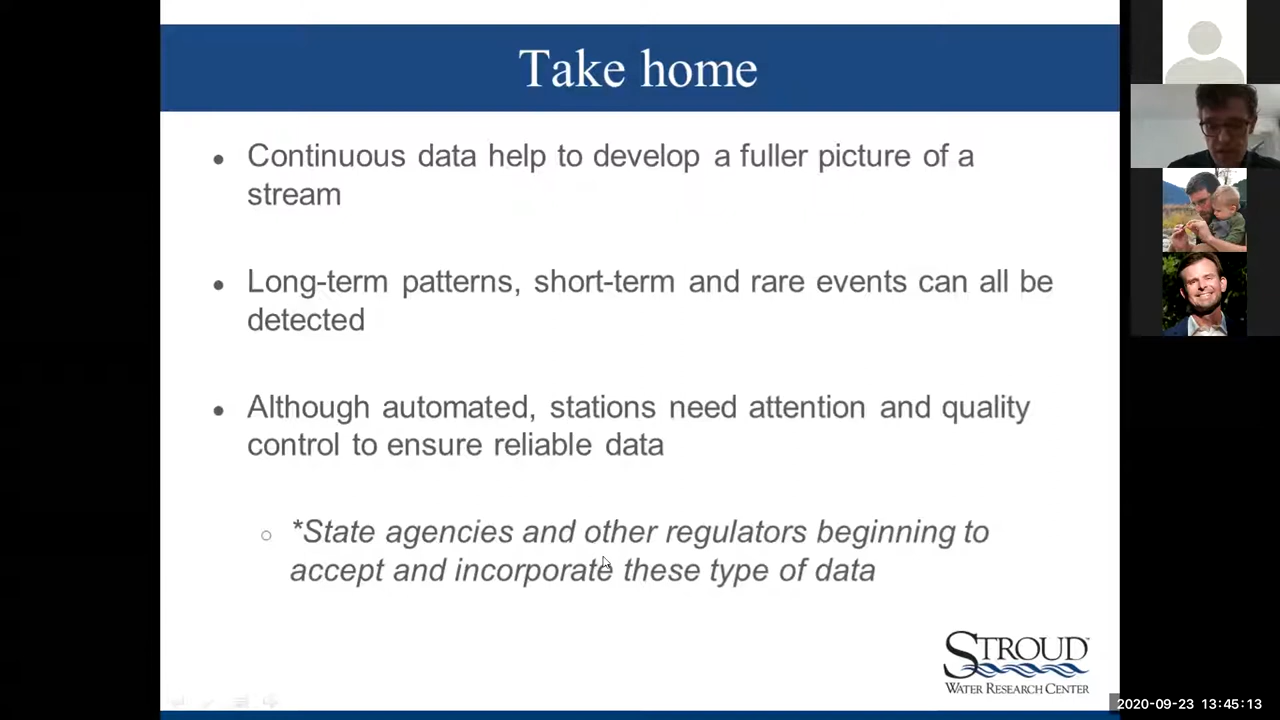 Take home
Continuous data help to develop a fuller picture of a
stream
Long-term patterns, short-term and rare events can all be
detected
Although automated, stations need attention and quality
control to ensure reliable data
*State agencies and other regulators beginning to
accept and incorporate these type of data
STROUD™
WATER RESEARCH CENTER
2020-09-23 13:45:13